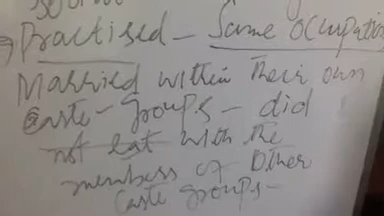 Practised - Same occupation
Married within their own
caste - groups - did
not eat with the
members of Other
caste groups -